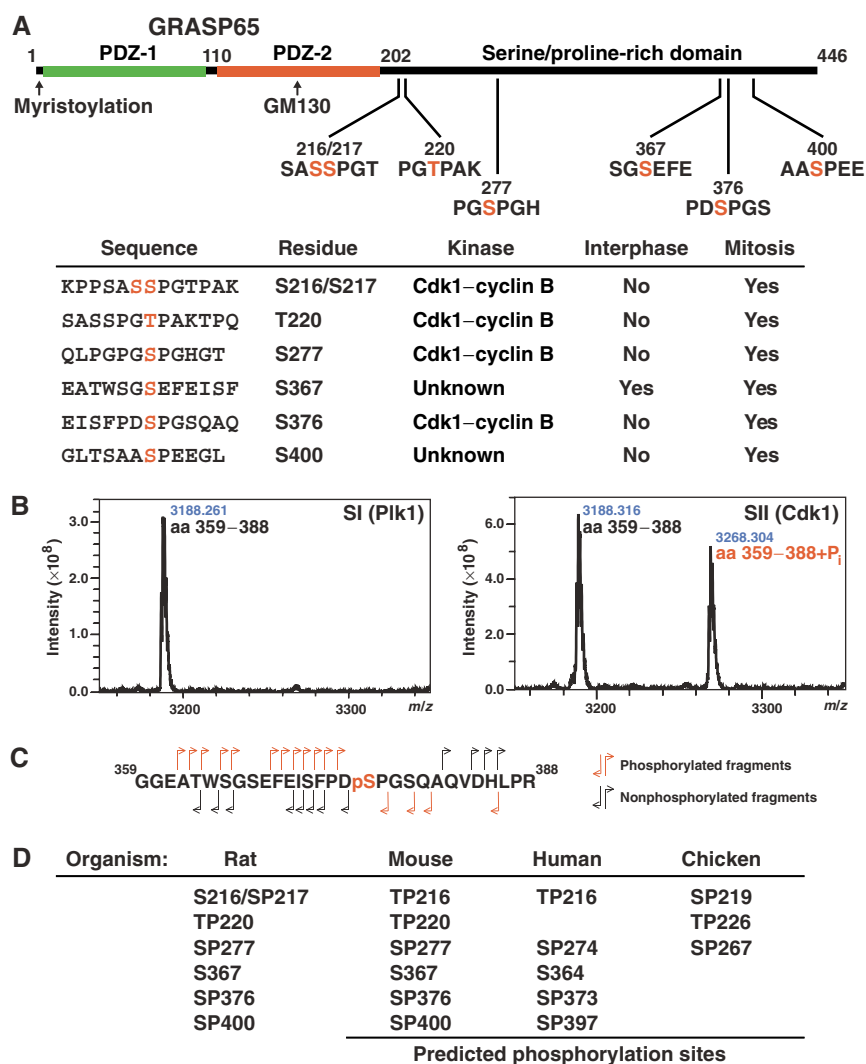 A
GRASP65
1 PDZ-1 110 PDZ-2 202 Serine/proline-rich domain 446
Myristoylation GM130
216/217 220 367 400
SASSPGT PGTPAK SGSEFE AASPEE
277 376
PGSPGH PDSPGS
Sequence Residue Kinase Interphase Mitosis
KPPSASSPGTPAK S216/S217 Cdk1–cyclin B No Yes
SASSPGTPAKTPQ T220 Cdk1–cyclin B No Yes
QLPGPGSPGHGT S277 Cdk1–cyclin B No Yes
EATWSGSEFEISF S367 Unknown Yes Yes
EISFPDSPGSQAQ S376 Cdk1–cyclin B No Yes
GLTSAASPEEGL S400 Unknown No Yes
B
3188.261
aa 359–388
SI (Plk1)
Intensity (×10⁸)
3.0
2.0
1.0
0.0
3200 3300 m/z
3188.316
aa 359–388
SII (Cdk1)
3268.304
aa 359–388+Pi
Intensity (×10⁸)
6.0
4.0
2.0
0.0
3200 3300 m/z
C
359 388
GGEATWSGSEFEISFPDpSPGSQAQVDHLPR
Phosphorylated fragments
Nonphosphorylated fragments
D
Organism: Rat Mouse Human Chicken
S216/SP217 TP216 TP216 SP219
TP220 TP220 TP226
SP277 SP277 SP274 SP267
S367 S367 S364
SP376 SP376 SP373
SP400 SP400 SP397
Predicted phosphorylation sites